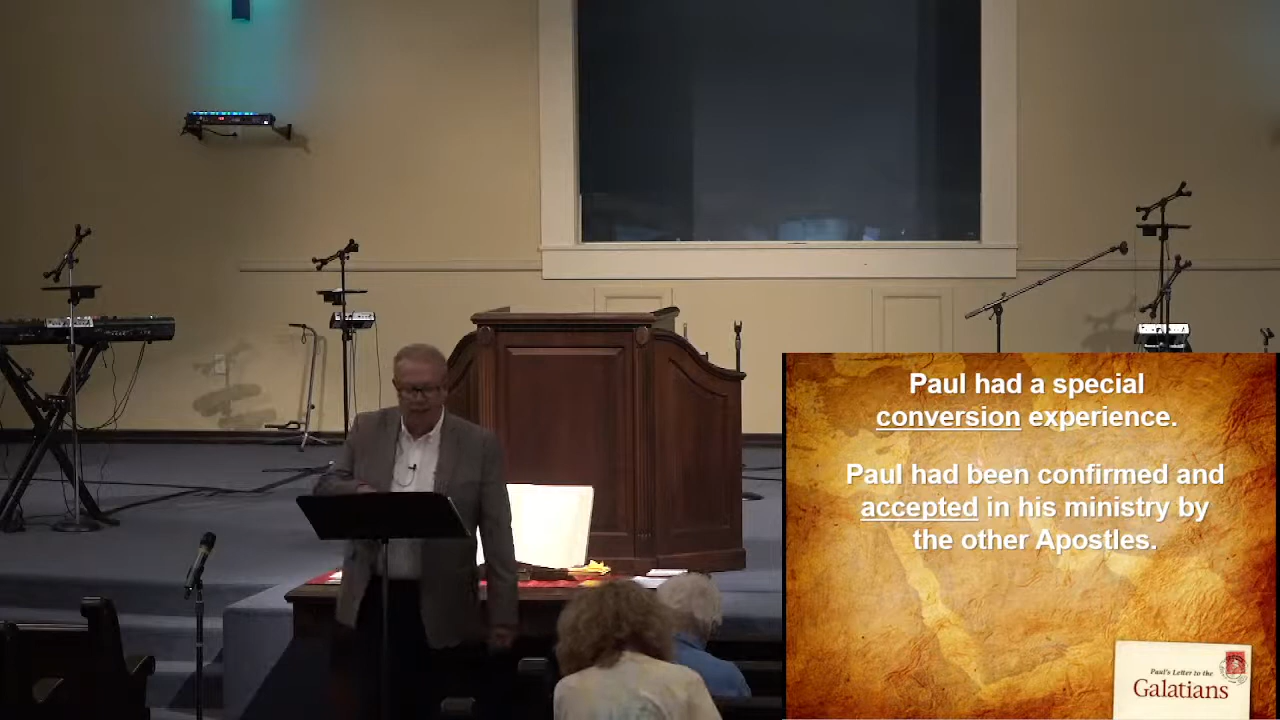 Paul had a special
conversion experience.
Paul had been confirmed and
accepted in his ministry by
the other Apostles.
Paul's Letter to the
Galatians